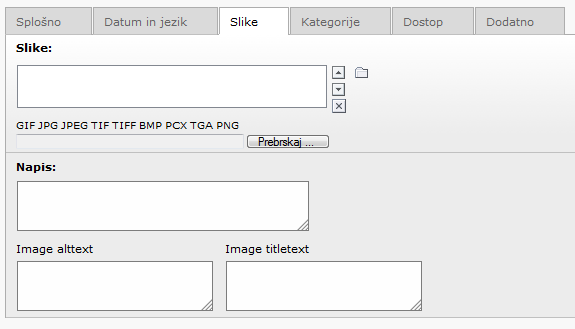 Splošno Datum in jezik Slike Kategorije Dostop Dodatno
Slike:
GIF JPG JPEG TIF TIFF BMP PCX TGA PNG
Prebrskaj ...
Napis:
Image alttext Image titletext